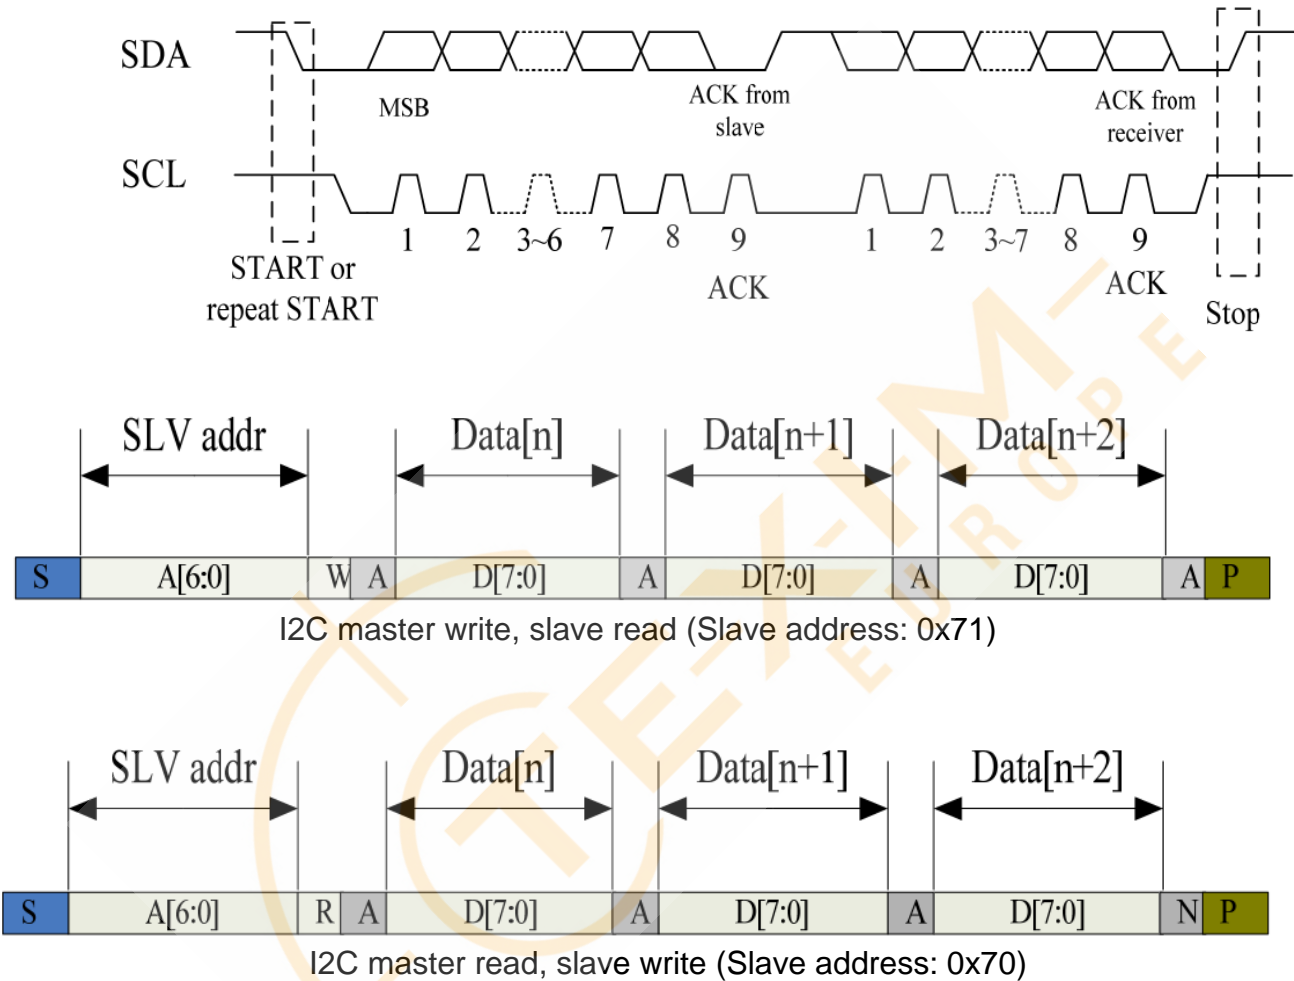 SDA
MSB
ACK from
slave
ACK from
receiver
SCL
1 2 3~6 7 8 9 1 2 3~7 8 9
START or
repeat START
ACK
ACK
Stop
SLV addr Data[n] Data[n+1] Data[n+2]
S A[6:0] W A D[7:0] A D[7:0] A D[7:0] A P
I2C master write, slave read (Slave address: 0x71)
SLV addr Data[n] Data[n+1] Data[n+2]
S A[6:0] R A D[7:0] A D[7:0] A D[7:0] N P
I2C master read, slave write (Slave address: 0x70)
TEXIM
EUROPE